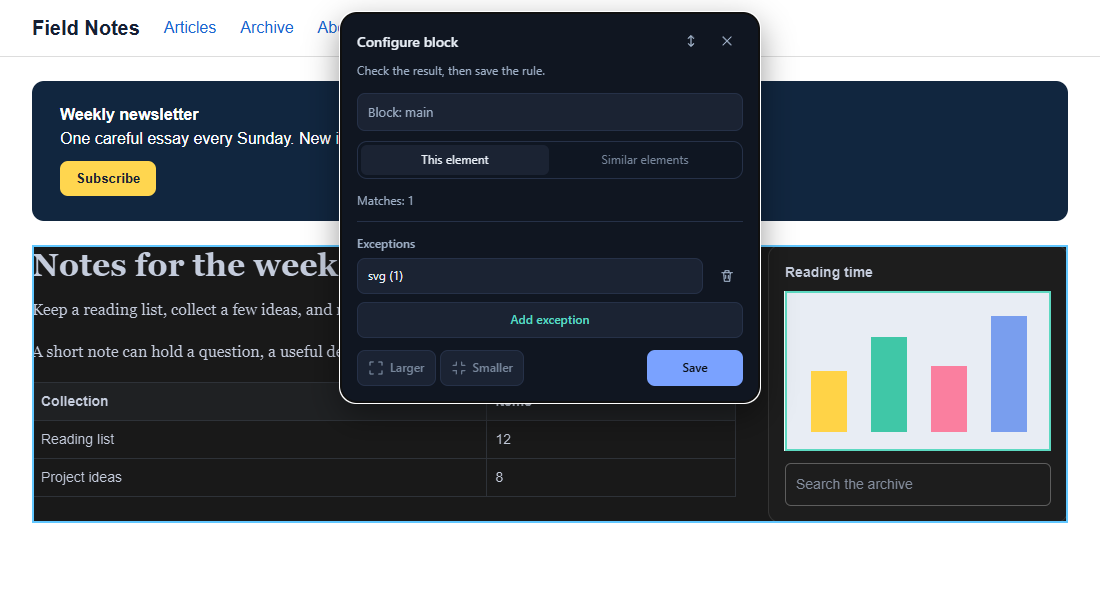 Field Notes
Articles
Archive
Weekly newsletter
One careful essay every Sunday. New
Subscribe
Configure block
Check the result, then save the rule.
Block: main
This element
Similar elements
Matches: 1
Exceptions
svg (1)
Add exception
Larger
Smaller
Save
Notes for the week
Keep a reading list, collect a few ideas, and
A short note can hold a question, a useful
Collection
Reading list
12
Project ideas
8
Reading time
Search the archive